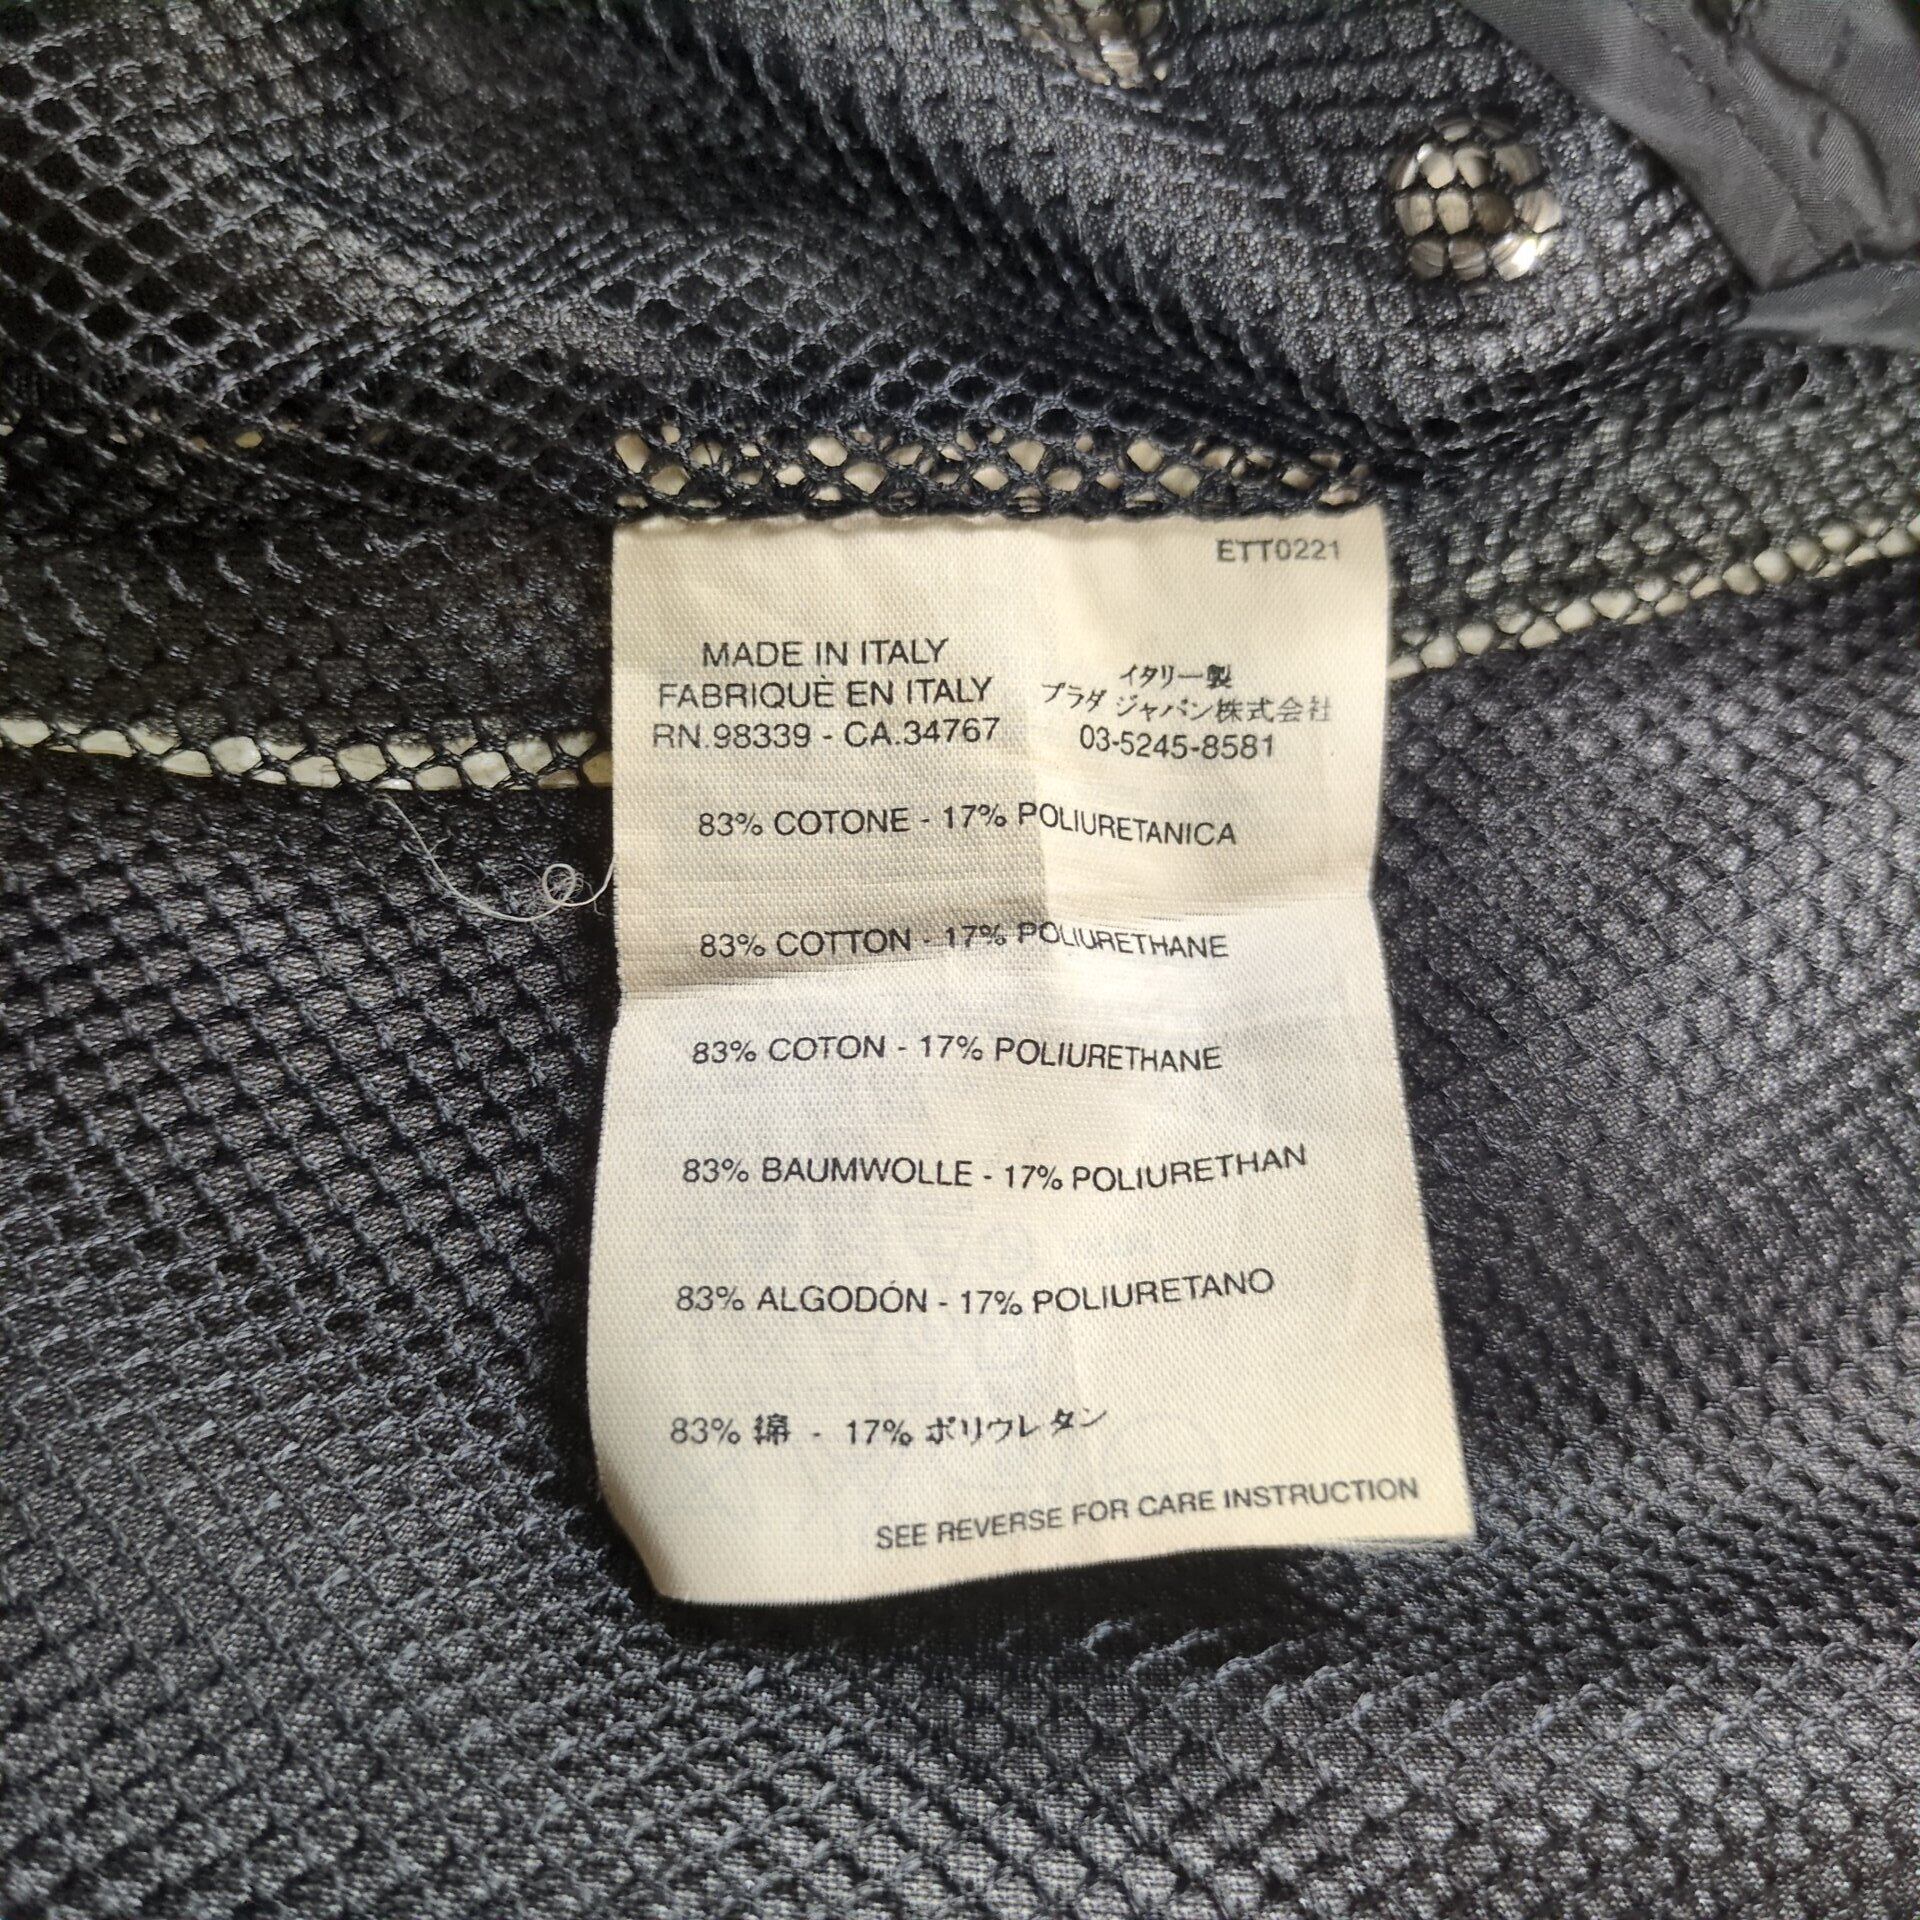 ETT0221
MADE IN ITALY
FABRIQUÈ EN ITALY
RN.98339 - CA.34767
イタリー製
プラダ ジャパン株式会社
03-5245-8581
83% COTONE - 17% POLIURETANICA
83% COTTON - 17% POLIURETHANE
83% COTON - 17% POLIURETHANE
83% BAUMWOLLE - 17% POLIURETHAN
83% ALGODÓN - 17% POLIURETANO
83% 綿 - 17% ポリウレタン
SEE REVERSE FOR CARE INSTRUCTION